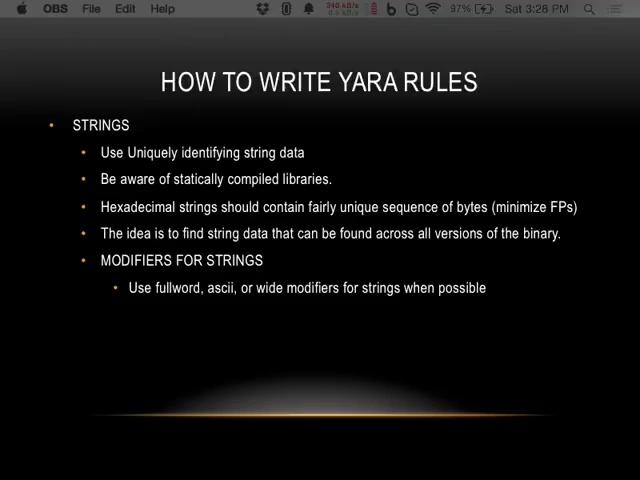 OBS File Edit Help 97% Sat 3:28 PM
HOW TO WRITE YARA RULES
• STRINGS
• Use Uniquely identifying string data
• Be aware of statically compiled libraries.
• Hexadecimal strings should contain fairly unique sequence of bytes (minimize FPs)
• The idea is to find string data that can be found across all versions of the binary.
• MODIFIERS FOR STRINGS
• Use fullword, ascii, or wide modifiers for strings when possible